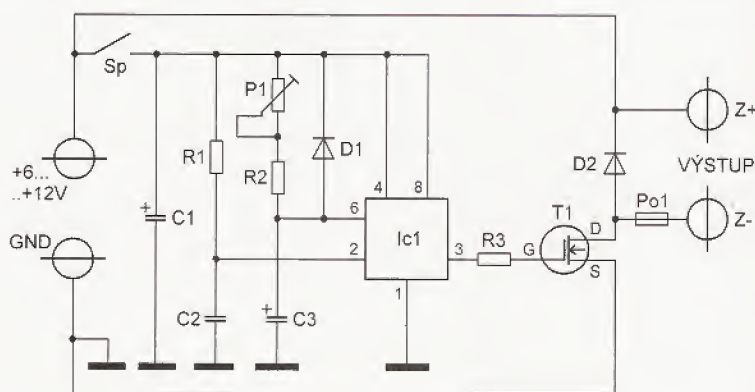 Sp
P1
Z+
R1
D1
D2
VÝSTUP
+6...
..+12V
R2
4
8
Po1
C1
6
T1
Z-
GND
Ic1
D
2
3
R3
G
S
1
C2
+
C3
+